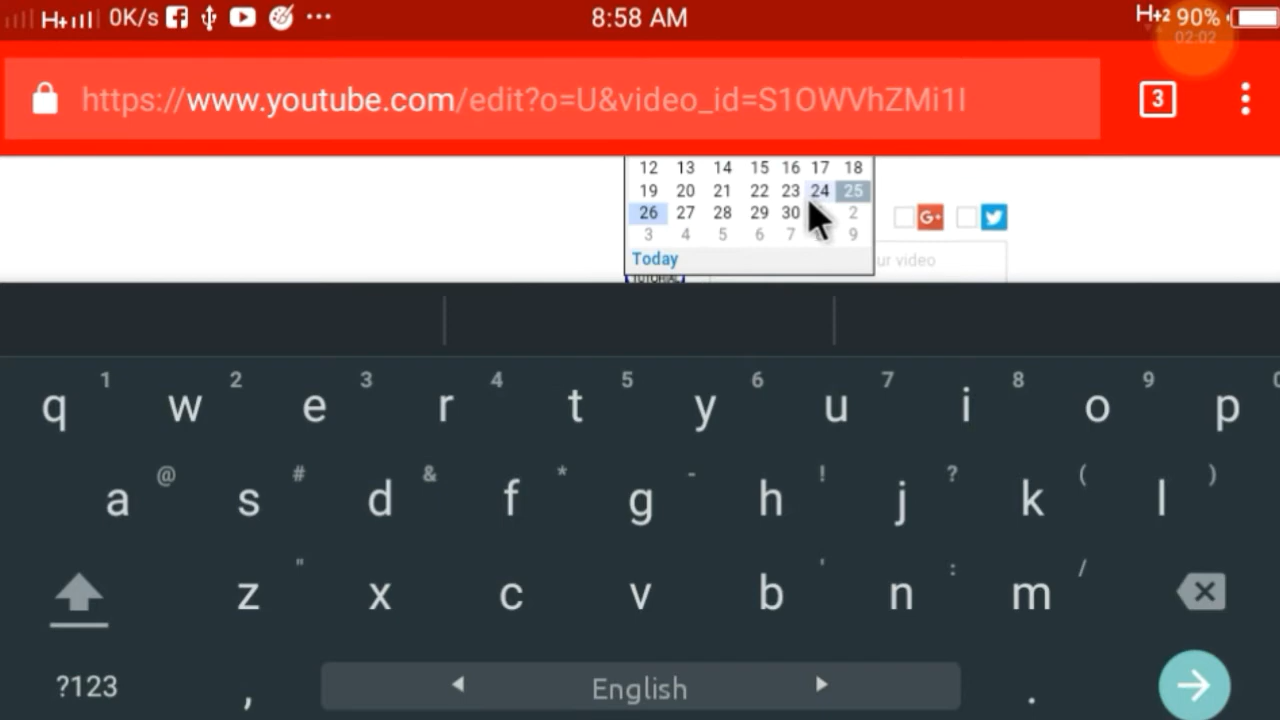 H+ 0K/s ... 8:58 AM H+2 90%
02:02
https://www.youtube.com/edit?o=U&video_id=S1OWVhZMi1I 3
12 13 14 15 16 17 18
19 20 21 22 23 24 25
26 27 28 29 30 2 G+
3 4 5 6 7 9
Today ur video
TUTORIAL
1 2 3 4 5 6 7 8 9 0
q w e r t y u i o p
@ # & * - ! ? ( )
a s d f g h j k l
" ' : /
z x c v b n m
?123 , English .